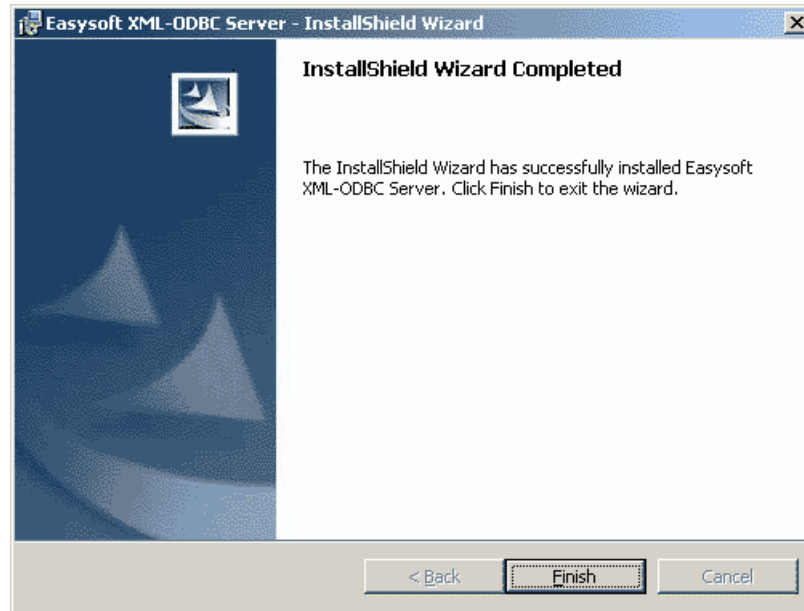 Easysoft XML-ODBC Server - InstallShield Wizard
InstallShield Wizard Completed
The InstallShield Wizard has successfully installed Easysoft
XML-ODBC Server. Click Finish to exit the wizard.
< Back Finish Cancel